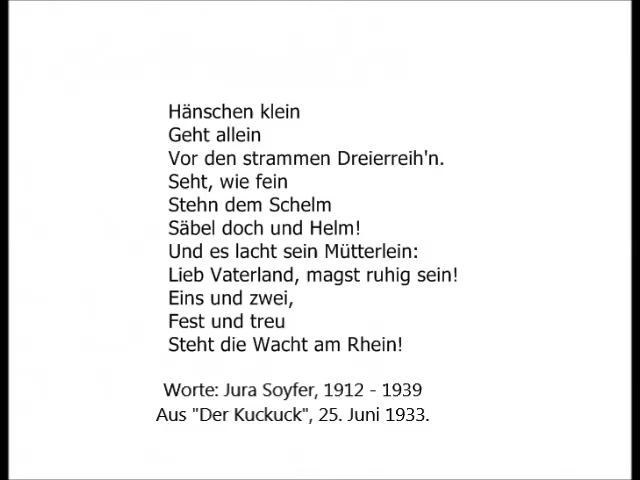 Hänschen klein
Geht allein
Vor den strammen Dreierreih'n.
Seht, wie fein
Stehn dem Schelm
Säbel doch und Helm!
Und es lacht sein Mütterlein:
Lieb Vaterland, magst ruhig sein!
Eins und zwei,
Fest und treu
Steht die Wacht am Rhein!
Worte: Jura Soyfer, 1912 - 1939
Aus "Der Kuckuck", 25. Juni 1933.